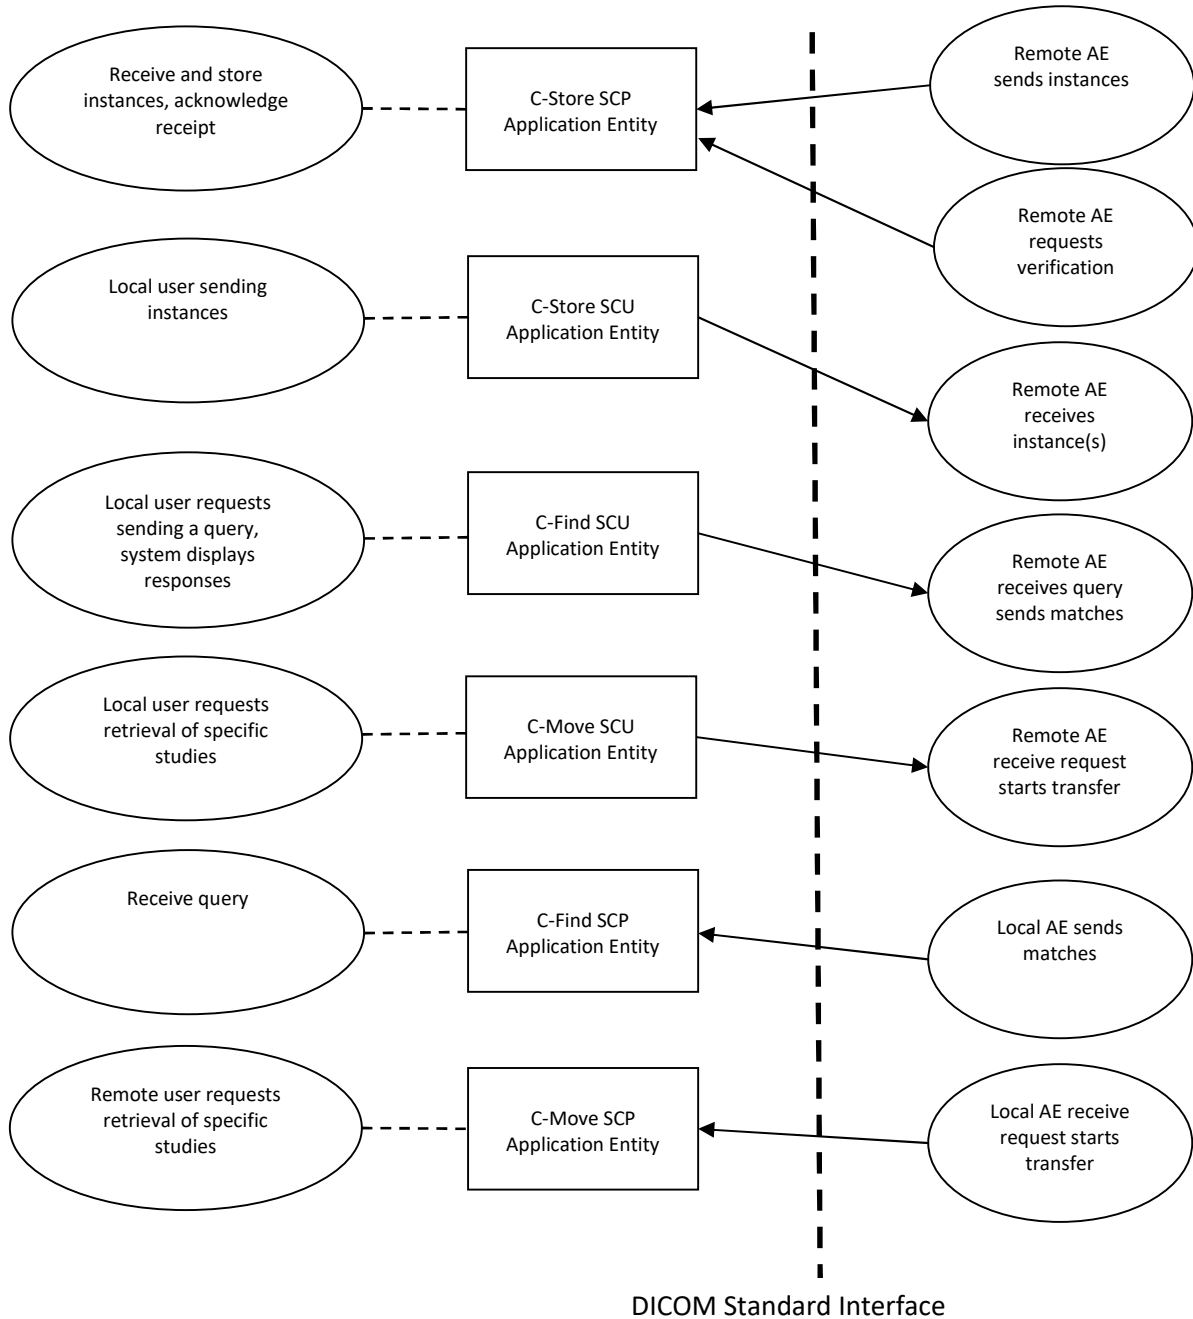 Receive and store
instances, acknowledge
receipt
C-Store SCP
Application Entity
Remote AE
sends instances
Remote AE
requests
verification
Local user sending
instances
C-Store SCU
Application Entity
Remote AE
receives
instance(s)
Local user requests
sending a query,
system displays
responses
C-Find SCU
Application Entity
Remote AE
receives query
sends matches
Local user requests
retrieval of specific
studies
C-Move SCU
Application Entity
Remote AE
receive request
starts transfer
Receive query
C-Find SCP
Application Entity
Local AE sends
matches
Remote user requests
retrieval of specific
studies
C-Move SCP
Application Entity
Local AE receive
request starts
transfer
DICOM Standard Interface